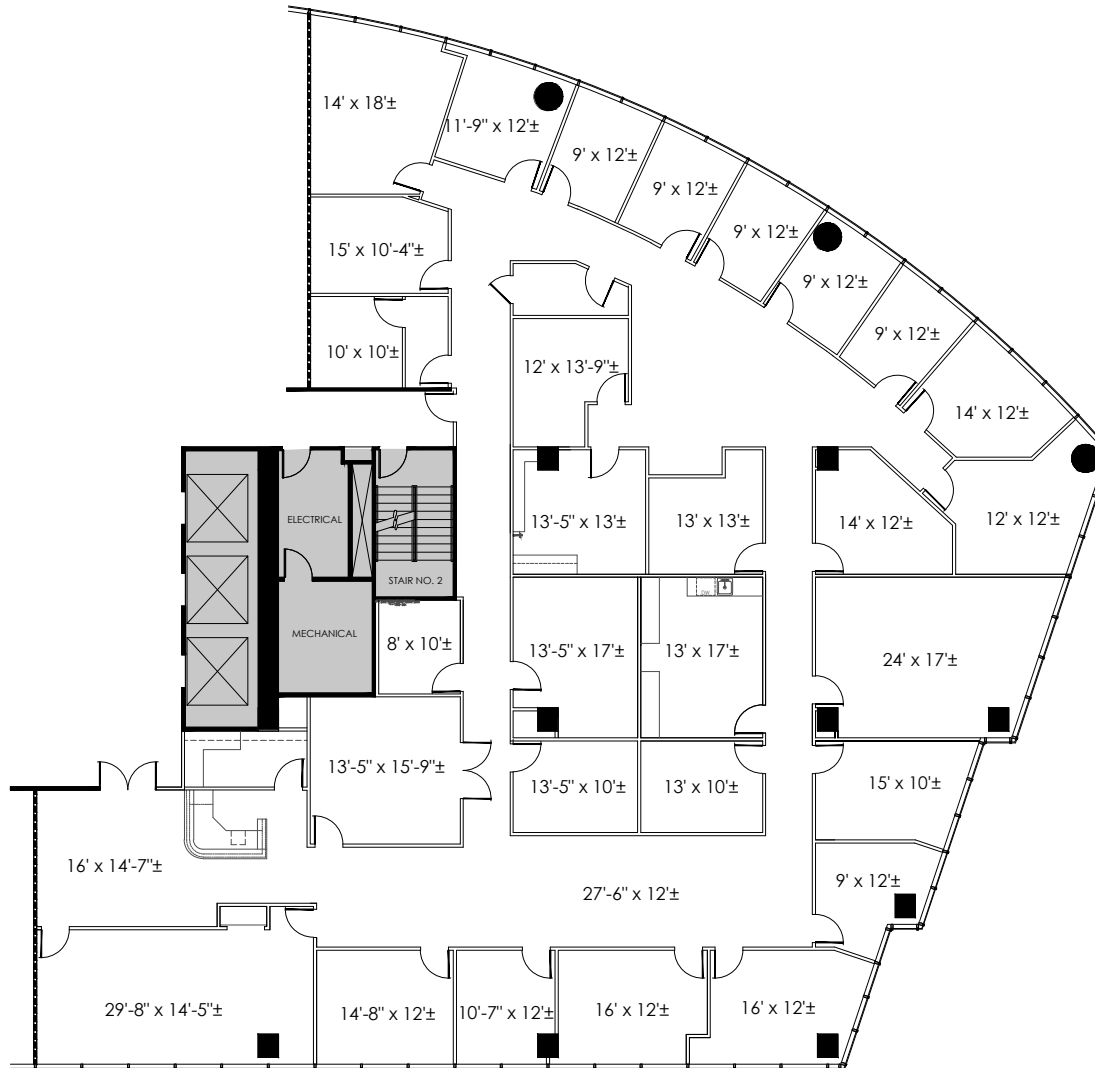 14' x 18'±
11'-9" x 12'±
9' x 12'±
9' x 12'±
9' x 12'±
9' x 12'±
9' x 12'±
14' x 12'±
15' x 10'-4"±
10' x 10'±
12' x 13'-9"±
ELECTRICAL
STAIR NO. 2
MECHANICAL
13'-5" x 13'±
13' x 13'±
14' x 12'±
12' x 12'±
8' x 10'±
13'-5" x 17'±
DW.
13' x 17'±
24' x 17'±
13'-5" x 15'-9"±
13'-5" x 10'±
13' x 10'±
15' x 10'±
16' x 14'-7"±
27'-6" x 12'±
9' x 12'±
29'-8" x 14'-5"±
14'-8" x 12'±
10'-7" x 12'±
16' x 12'±
16' x 12'±